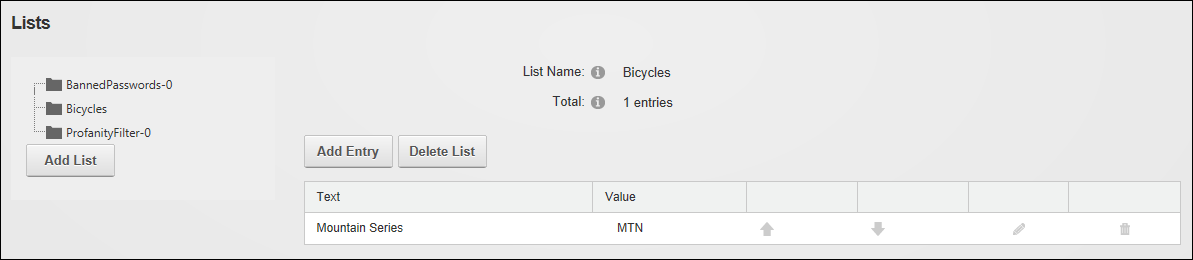 Lists
BannedPasswords-0
Bicycles
ProfanityFilter-0
Add List
List Name: Bicycles
Total: 1 entries
Add Entry Delete List
Text Value
Mountain Series MTN